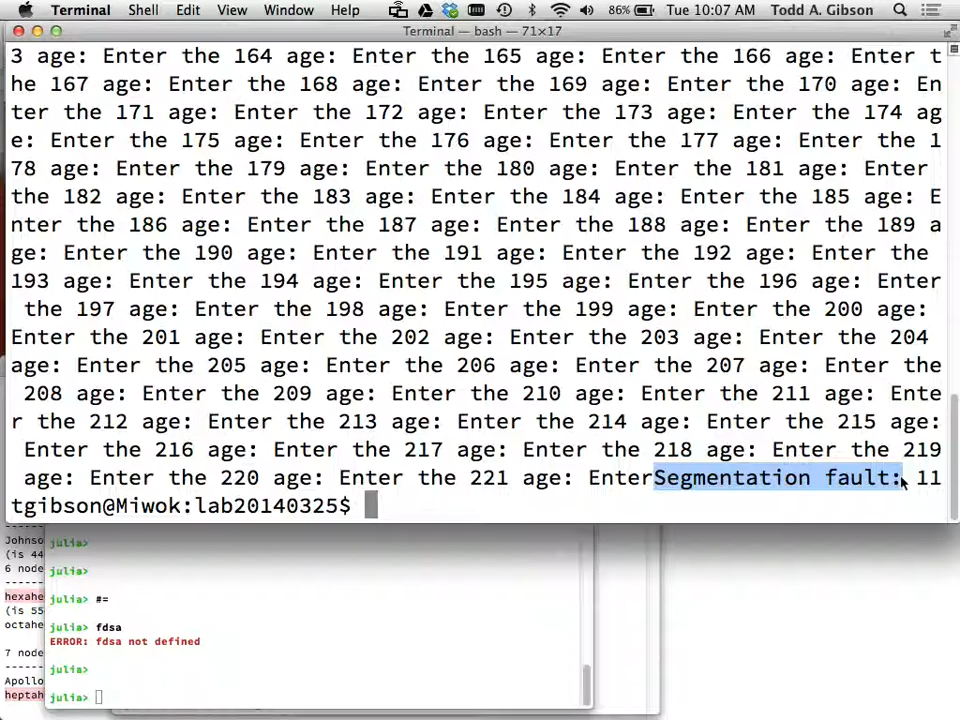 Terminal Shell Edit View Window Help 86% Tue 10:07 AM Todd A. Gibson
Terminal — bash — 71×17
3 age: Enter the 164 age: Enter the 165 age: Enter the 166 age: Enter t
he 167 age: Enter the 168 age: Enter the 169 age: Enter the 170 age: En
ter the 171 age: Enter the 172 age: Enter the 173 age: Enter the 174 ag
e: Enter the 175 age: Enter the 176 age: Enter the 177 age: Enter the 1
78 age: Enter the 179 age: Enter the 180 age: Enter the 181 age: Enter
the 182 age: Enter the 183 age: Enter the 184 age: Enter the 185 age: E
nter the 186 age: Enter the 187 age: Enter the 188 age: Enter the 189 a
ge: Enter the 190 age: Enter the 191 age: Enter the 192 age: Enter the
193 age: Enter the 194 age: Enter the 195 age: Enter the 196 age: Enter
the 197 age: Enter the 198 age: Enter the 199 age: Enter the 200 age:
Enter the 201 age: Enter the 202 age: Enter the 203 age: Enter the 204
age: Enter the 205 age: Enter the 206 age: Enter the 207 age: Enter the
208 age: Enter the 209 age: Enter the 210 age: Enter the 211 age: Ente
r the 212 age: Enter the 213 age: Enter the 214 age: Enter the 215 age:
Enter the 216 age: Enter the 217 age: Enter the 218 age: Enter the 219
age: Enter the 220 age: Enter the 221 age: EnterSegmentation fault: 11
tgibson@Miwok:lab20140325$
Johnso
(is 44
6 node
------
hexahe
(is 55
octahe
7 node
------
Apollo
heptah
julia>
julia>
julia> #=
julia> fdsa
ERROR: fdsa not defined
julia>
julia>